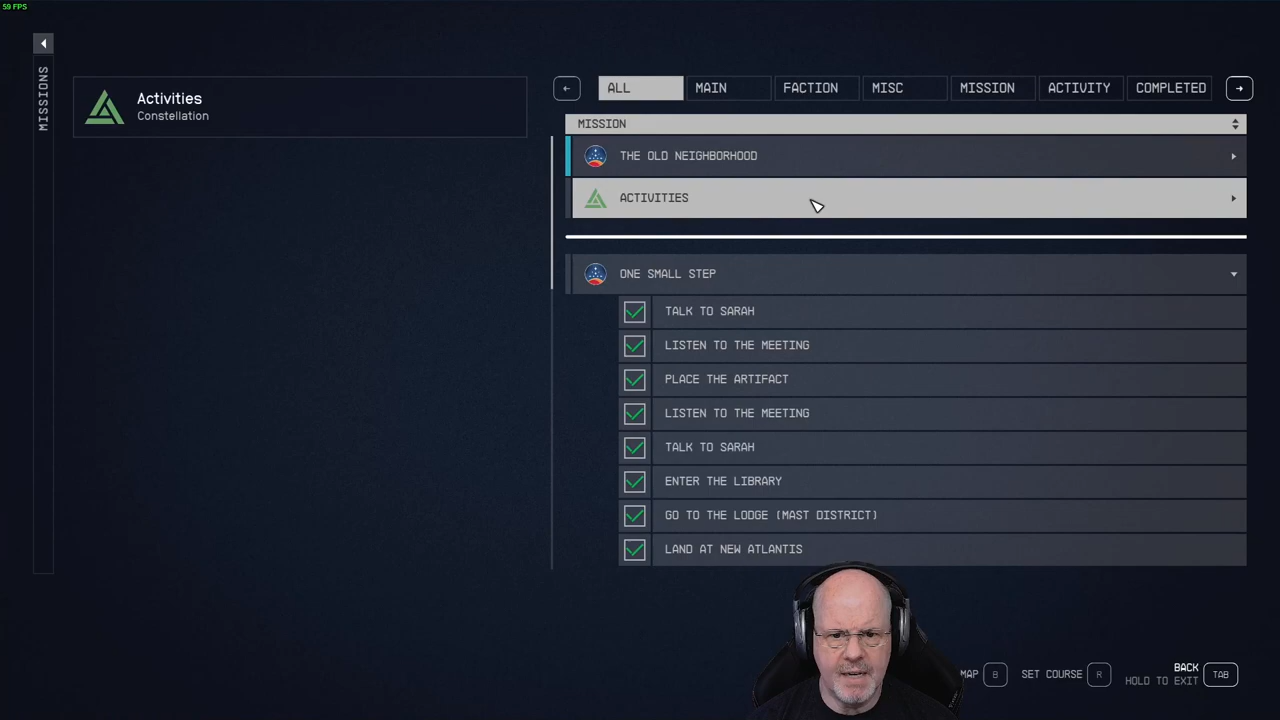 59 FPS
MISSIONS
Activities
Constellation
ALL
MAIN
FACTION
MISC
MISSION
ACTIVITY
COMPLETED
MISSION
THE OLD NEIGHBORHOOD
ACTIVITIES
ONE SMALL STEP
TALK TO SARAH
LISTEN TO THE MEETING
PLACE THE ARTIFACT
LISTEN TO THE MEETING
TALK TO SARAH
ENTER THE LIBRARY
GO TO THE LODGE (MAST DISTRICT)
LAND AT NEW ATLANTIS
MAP B
SET COURSE R
BACK
HOLD TO EXIT
TAB